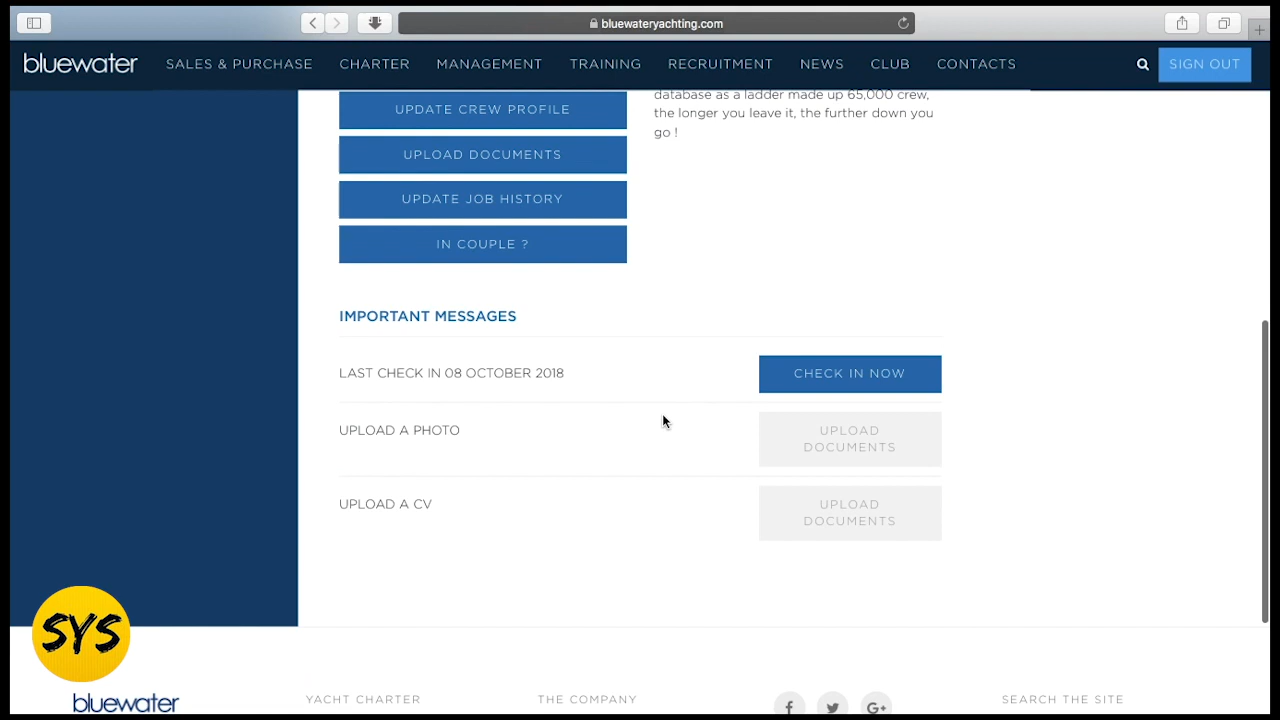 bluewateryachting.com
bluewater SALES & PURCHASE CHARTER MANAGEMENT TRAINING RECRUITMENT NEWS CLUB CONTACTS SIGN OUT
database as a ladder made up 65,000 crew,
the longer you leave it, the further down you
go !
UPDATE CREW PROFILE
UPLOAD DOCUMENTS
UPDATE JOB HISTORY
IN COUPLE ?
IMPORTANT MESSAGES
LAST CHECK IN 08 OCTOBER 2018 CHECK IN NOW
UPLOAD A PHOTO
UPLOAD
DOCUMENTS
UPLOAD A CV
UPLOAD
DOCUMENTS
SYS
bluewater
YACHT CHARTER THE COMPANY SEARCH THE SITE